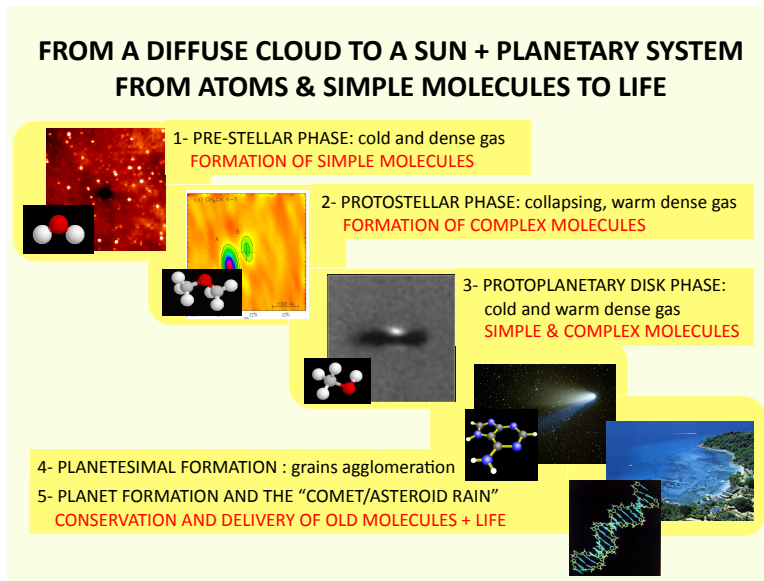 FROM A DIFFUSE CLOUD TO A SUN + PLANETARY SYSTEM
FROM ATOMS & SIMPLE MOLECULES TO LIFE
1- PRE-STELLAR PHASE: cold and dense gas
FORMATION OF SIMPLE MOLECULES
2- PROTOSTELLAR PHASE: collapsing, warm dense gas
FORMATION OF COMPLEX MOLECULES
A
B
3- PROTOPLANETARY DISK PHASE:
cold and warm dense gas
SIMPLE & COMPLEX MOLECULES
4- PLANETESIMAL FORMATION : grains agglomeration
5- PLANET FORMATION AND THE “COMET/ASTEROID RAIN”
CONSERVATION AND DELIVERY OF OLD MOLECULES + LIFE